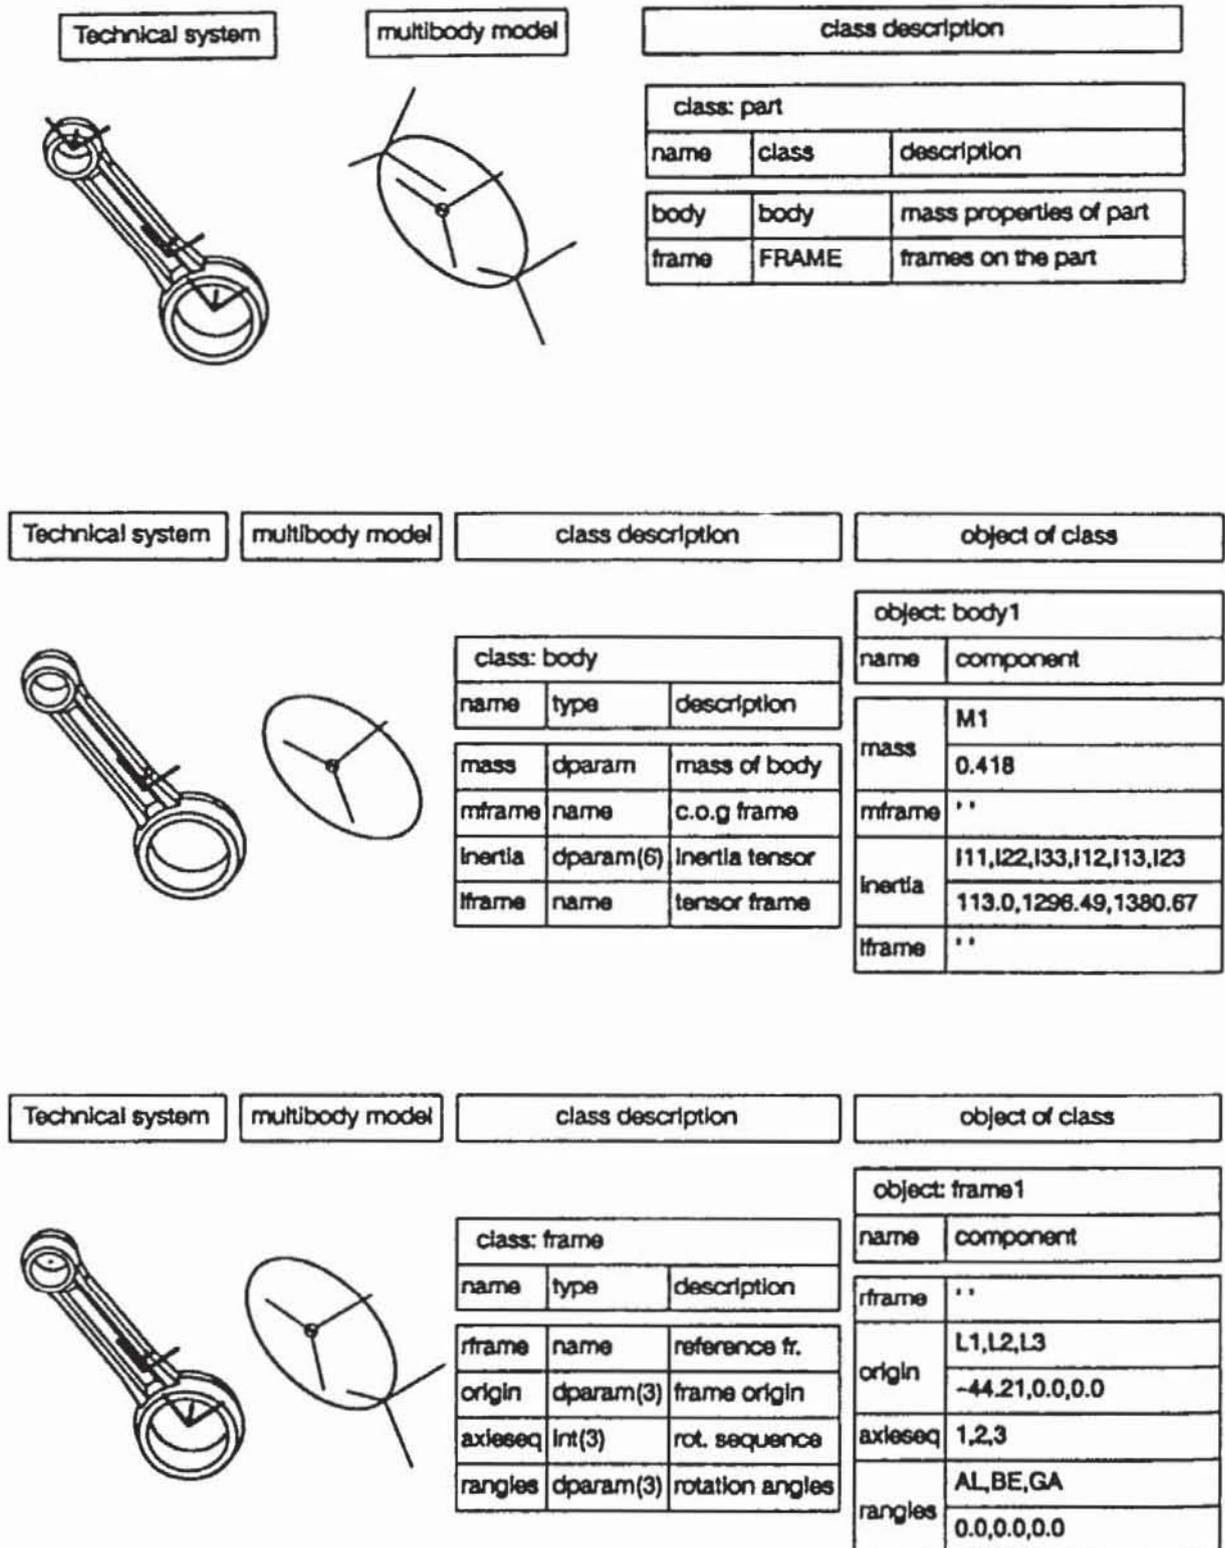 Technical system multibody model class description
class: part
name class description
body body mass properties of part
frame FRAME frames on the part
Technical system multibody model class description object of class
class: body
name type description
mass dparam mass of body
mframe name c.o.g frame
inertia dparam(6) inertia tensor
iframe name tensor frame
object: body1
name component
mass M1
0.418
mframe ' '
inertia I11,I22,I33,I12,I13,I23
113.0,1296.49,1380.67
iframe ' '
Technical system multibody model class description object of class
class: frame
name type description
rframe name reference fr.
origin dparam(3) frame origin
axleseq int(3) rot. sequence
rangles dparam(3) rotation angles
object: frame1
name component
rframe ' '
origin L1,L2,L3
-44.21,0.0,0.0
axleseq 1,2,3
rangles AL,BE,GA
0.0,0.0,0.0